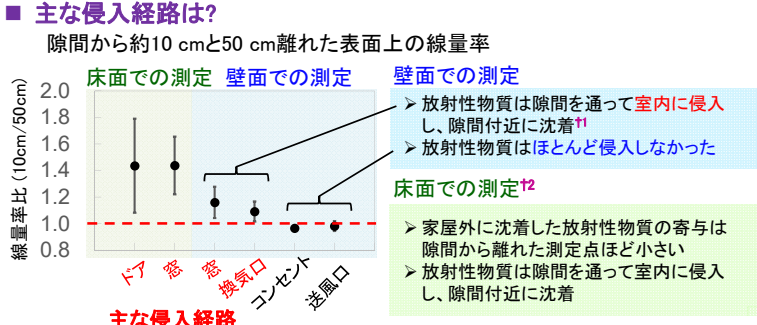 ■ 主な侵入経路は?
隙間から約10 cmと50 cm離れた表面上の線量率
床面での測定 壁面での測定
線量率比 (10cm/50cm)
2.0
1.8
1.6
1.4
1.2
1.0
0.8
ドア
窓
窓
換気口
コンセント
送風口
主な侵入経路
壁面での測定
➢ 放射性物質は隙間を通って室内に侵入
し、隙間付近に沈着†1
➢ 放射性物質はほとんど侵入しなかった
床面での測定†2
➢ 家屋外に沈着した放射性物質の寄与は
隙間から離れた測定点ほど小さい
➢ 放射性物質は隙間を通って室内に侵入
し、隙間付近に沈着